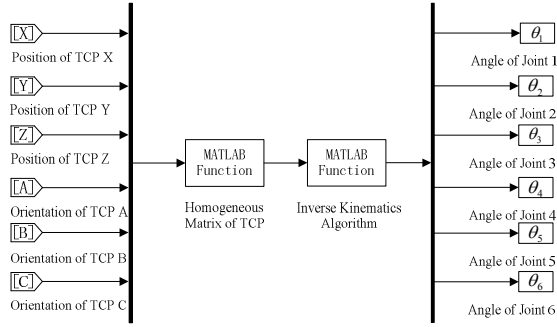 [X]
Position of TCP X
[Y]
Position of TCP Y
[Z]
Position of TCP Z
[A]
Orientation of TCP A
[B]
Orientation of TCP B
[C]
Orientation of TCP C
MATLAB
Function
Homogeneous
Matrix of TCP
MATLAB
Function
Inverse Kinematics
Algorithm
θ1
Angle of Joint 1
θ2
Angle of Joint 2
θ3
Angle of Joint 3
θ4
Angle of Joint 4
θ5
Angle of Joint 5
θ6
Angle of Joint 6